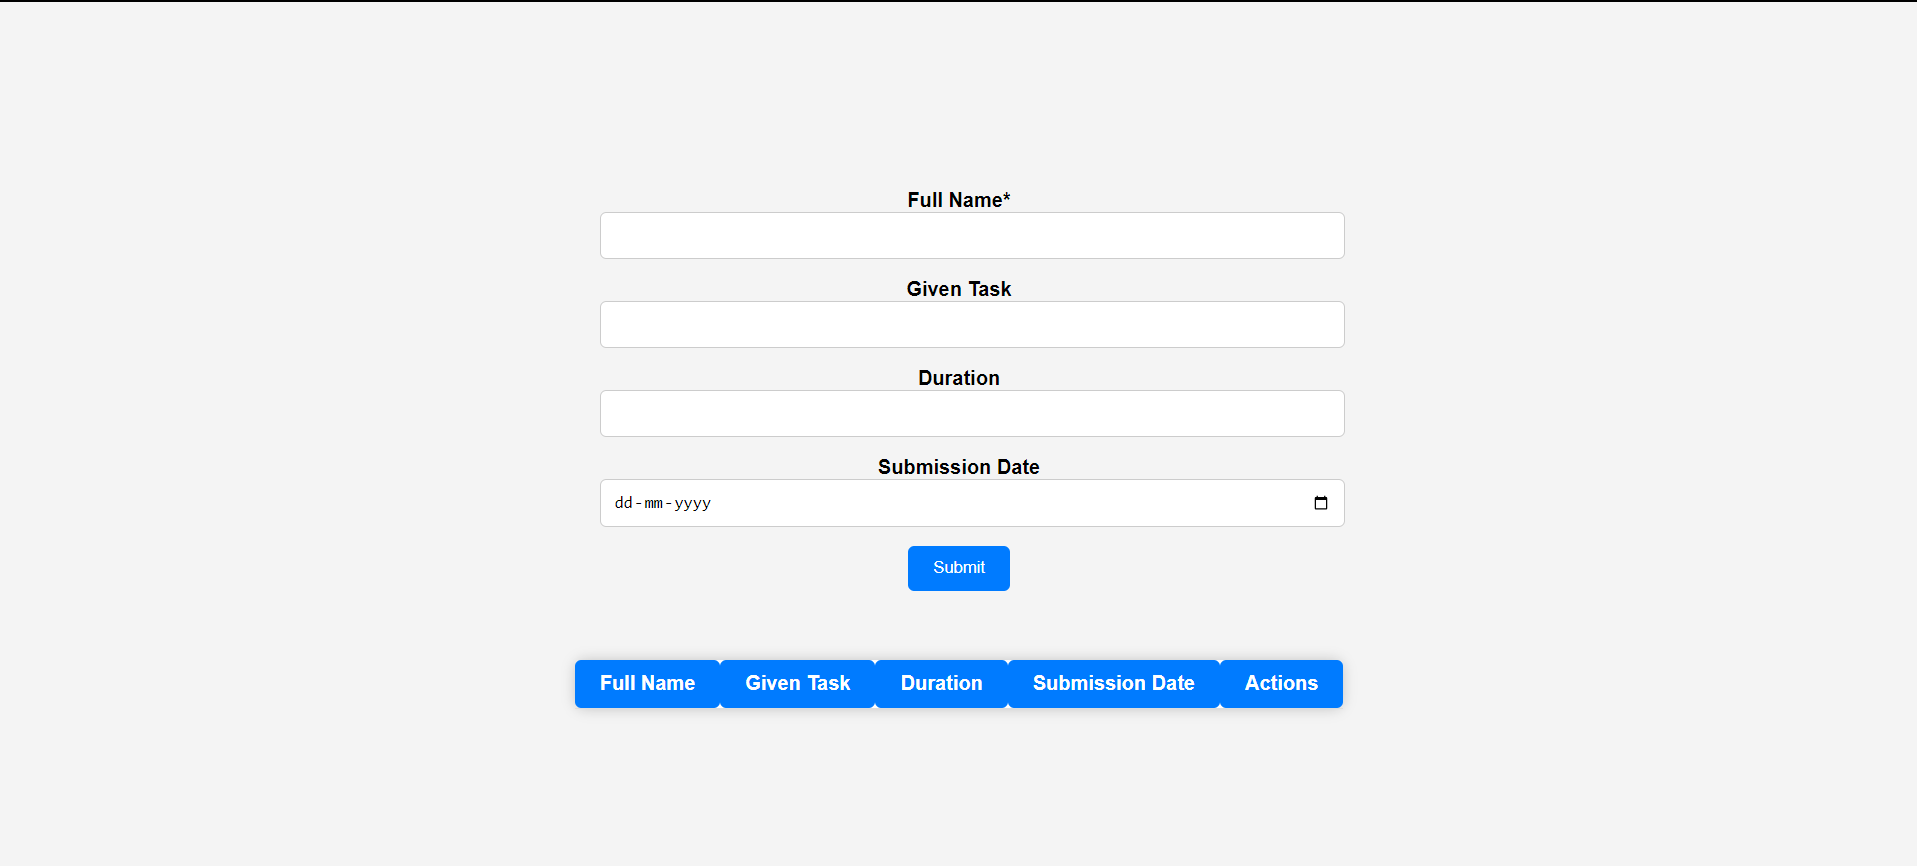 Full Name*
Given Task
Duration
Submission Date
dd-mm-yyyy
Submit
Full Name Given Task Duration Submission Date Actions